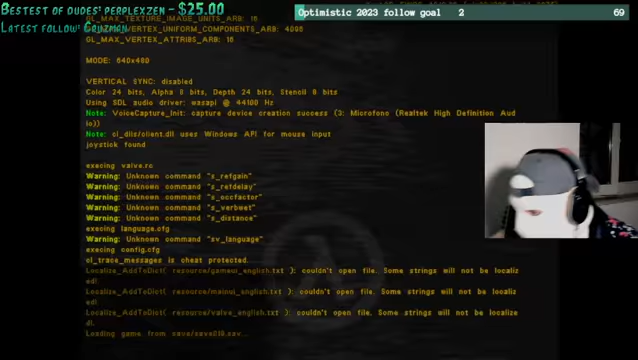 Bestest of dudes: perplexzen - $25.00
Latest follow: Gruzman
Optimistic 2023 follow goal 2 69
GL_MAX_TEXTURE_IMAGE_UNITS_ARB: 16
GL_MAX_VERTEX_UNIFORM_COMPONENTS_ARB: 4096
GL_MAX_VERTEX_ATTRIBS_ARB: 16
MODE: 640x480
VERTICAL SYNC: disabled
Color 24 bits, Alpha 8 bits, Depth 24 bits, Stencil 8 bits
Using SDL audio driver: wasapi @ 44100 Hz
Note: VoiceCapture_Init: capture device creation success (3: Microfono (Realtek High Definition Aud
io))
Note: cl_dlls/client.dll uses Windows API for mouse input
joystick found
execing valve.rc
Warning: Unknown command "s_refgain"
Warning: Unknown command "s_refdelay"
Warning: Unknown command "s_occfactor"
Warning: Unknown command "s_verbwet"
Warning: Unknown command "s_distance"
execing language.cfg
Warning: Unknown command "sv_language"
execing config.cfg
cl_trace_messages is cheat protected.
Localize_AddToDict( resource/gameui_english.txt ): couldn't open file. Some strings will not be localiz
ed!.
Localize_AddToDict( resource/mainui_english.txt ): couldn't open file. Some strings will not be localiz
ed!.
Localize_AddToDict( resource/valve_english.txt ): couldn't open file. Some strings will not be localize
d!.
Loading game from